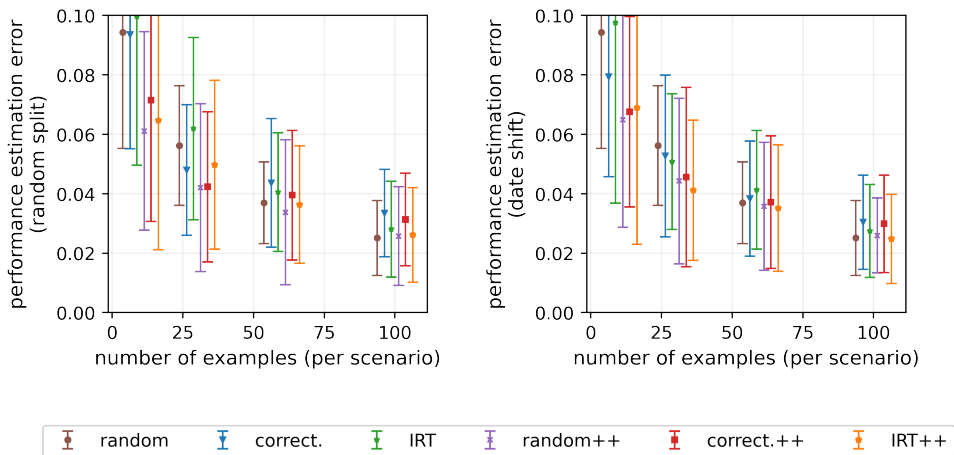 performance estimation error
(random split)
0.10
0.08
0.06
0.04
0.02
0.00
0 25 50 75 100
number of examples (per scenario)
performance estimation error
(date shift)
0.10
0.08
0.06
0.04
0.02
0.00
0 25 50 75 100
number of examples (per scenario)
random correct. IRT random++ correct.++ IRT++